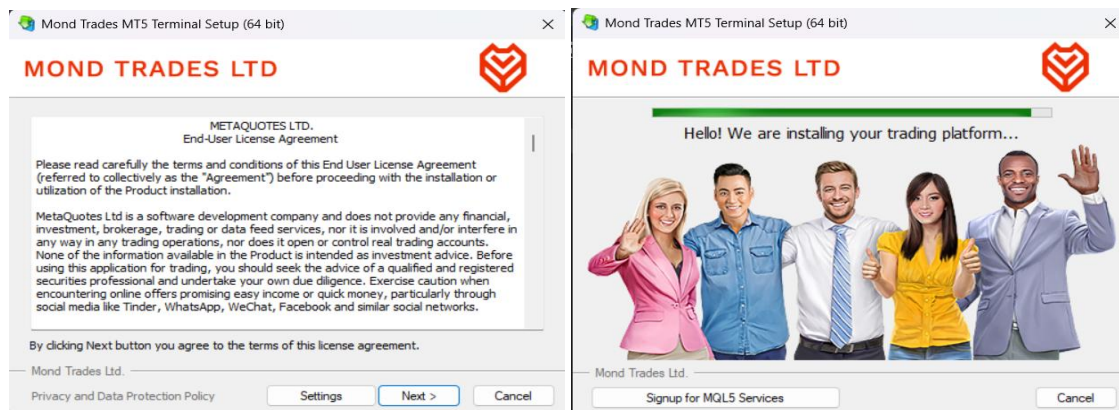 Mond Trades MT5 Terminal Setup (64 bit)
MOND TRADES LTD
METAQUOTES LTD.
End-User License Agreement
Please read carefully the terms and conditions of this End User License Agreement
(referred to collectively as the "Agreement") before proceeding with the installation or
utilization of the Product installation.
MetaQuotes Ltd is a software development company and does not provide any financial,
investment, brokerage, trading or data feed services, nor it is involved and/or interfere in
any way in any trading operations, nor does it open or control real trading accounts.
None of the information available in the Product is intended as investment advice. Before
using this application for trading, you should seek the advice of a qualified and registered
securities professional and undertake your own due diligence. Exercise caution when
encountering online offers promising easy income or quick money, particularly through
social media like Tinder, WhatsApp, WeChat, Facebook and similar social networks.
By clicking Next button you agree to the terms of this license agreement.
Mond Trades Ltd.
Privacy and Data Protection Policy
Settings
Next >
Cancel
Mond Trades MT5 Terminal Setup (64 bit)
MOND TRADES LTD
Hello! We are installing your trading platform...
Mond Trades Ltd.
Signup for MQL5 Services
Cancel